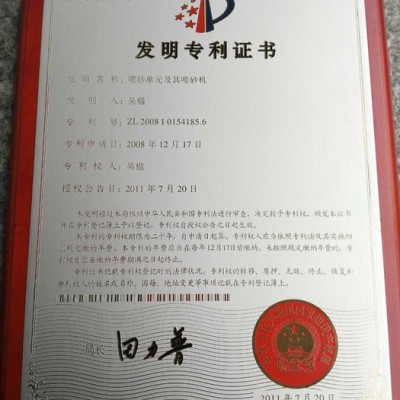 发明专利证书
发明名称：喷砂单元及其喷砂机
发明人：吴樾
专利号：ZL 2008 1 0154185.6
专利申请日：2008年12月17日
专利权人：吴樾
授权公告日：2011年7月20日
本发明经过本局依照中华人民共和国专利法进行审查，决定授予专利权，颁发本证书
并在专利登记簿上予以登记。专利权自授权公告之日起生效。
本专利的专利权期限为二十年，自申请日起算。专利权人应当依照专利法及其实施细
则规定缴纳年费。本专利的年费应当在每年12月17日前缴纳。未按照规定缴纳年费的，专
利权自应当缴纳年费期满之日起终止。
专利证书记载专利权登记时的法律状况。专利权的转移、质押、无效、终止、恢复和
专利权人的姓名或名称、国籍、地址变更等事项记载在专利登记簿上。
局长 田力普
2011年7月20日